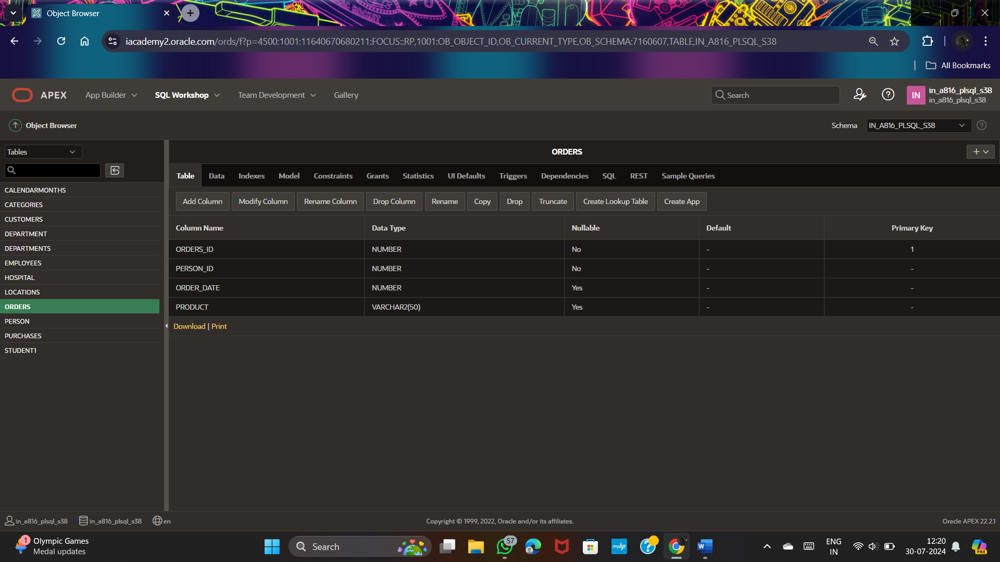 Object Browser
iacademy2.oracle.com/ords/f?p=4500:1001:11640670680211:FOCUS::RP,1001:OB_OBJECT_ID,OB_CURRENT_TYPE,OB_SCHEMA:7160607,TABLE,IN_A816_PLSQL_S38
All Bookmarks
APEX App Builder SQL Workshop Team Development Gallery Search IN in_a816_plsql_s38
in_a816_plsql_s38
Object Browser Schema IN_A816_PLSQL_S38
Tables
CALENDARMONTHS
CATEGORIES
CUSTOMERS
DEPARTMENT
DEPARTMENTS
EMPLOYEES
HOSPITAL
LOCATIONS
ORDERS
PERSON
PURCHASES
STUDENT1
ORDERS
Table Data Indexes Model Constraints Grants Statistics UI Defaults Triggers Dependencies SQL REST Sample Queries
Add Column Modify Column Rename Column Drop Column Rename Copy Drop Truncate Create Lookup Table Create App
Column Name Data Type Nullable Default Primary Key
ORDERS_ID NUMBER No - 1
PERSON_ID NUMBER No - -
ORDER_DATE NUMBER Yes - -
PRODUCT VARCHAR2(50) Yes - -
Download | Print
in_a816_plsql_s38 in_a816_plsql_s38 en Copyright © 1999, 2022, Oracle and/or its affiliates. Oracle APEX 22.2.1
1 Olympic Games
Medal updates
Search
57
myhp
W
ENG
IN
12:20
30-07-2024
PRE